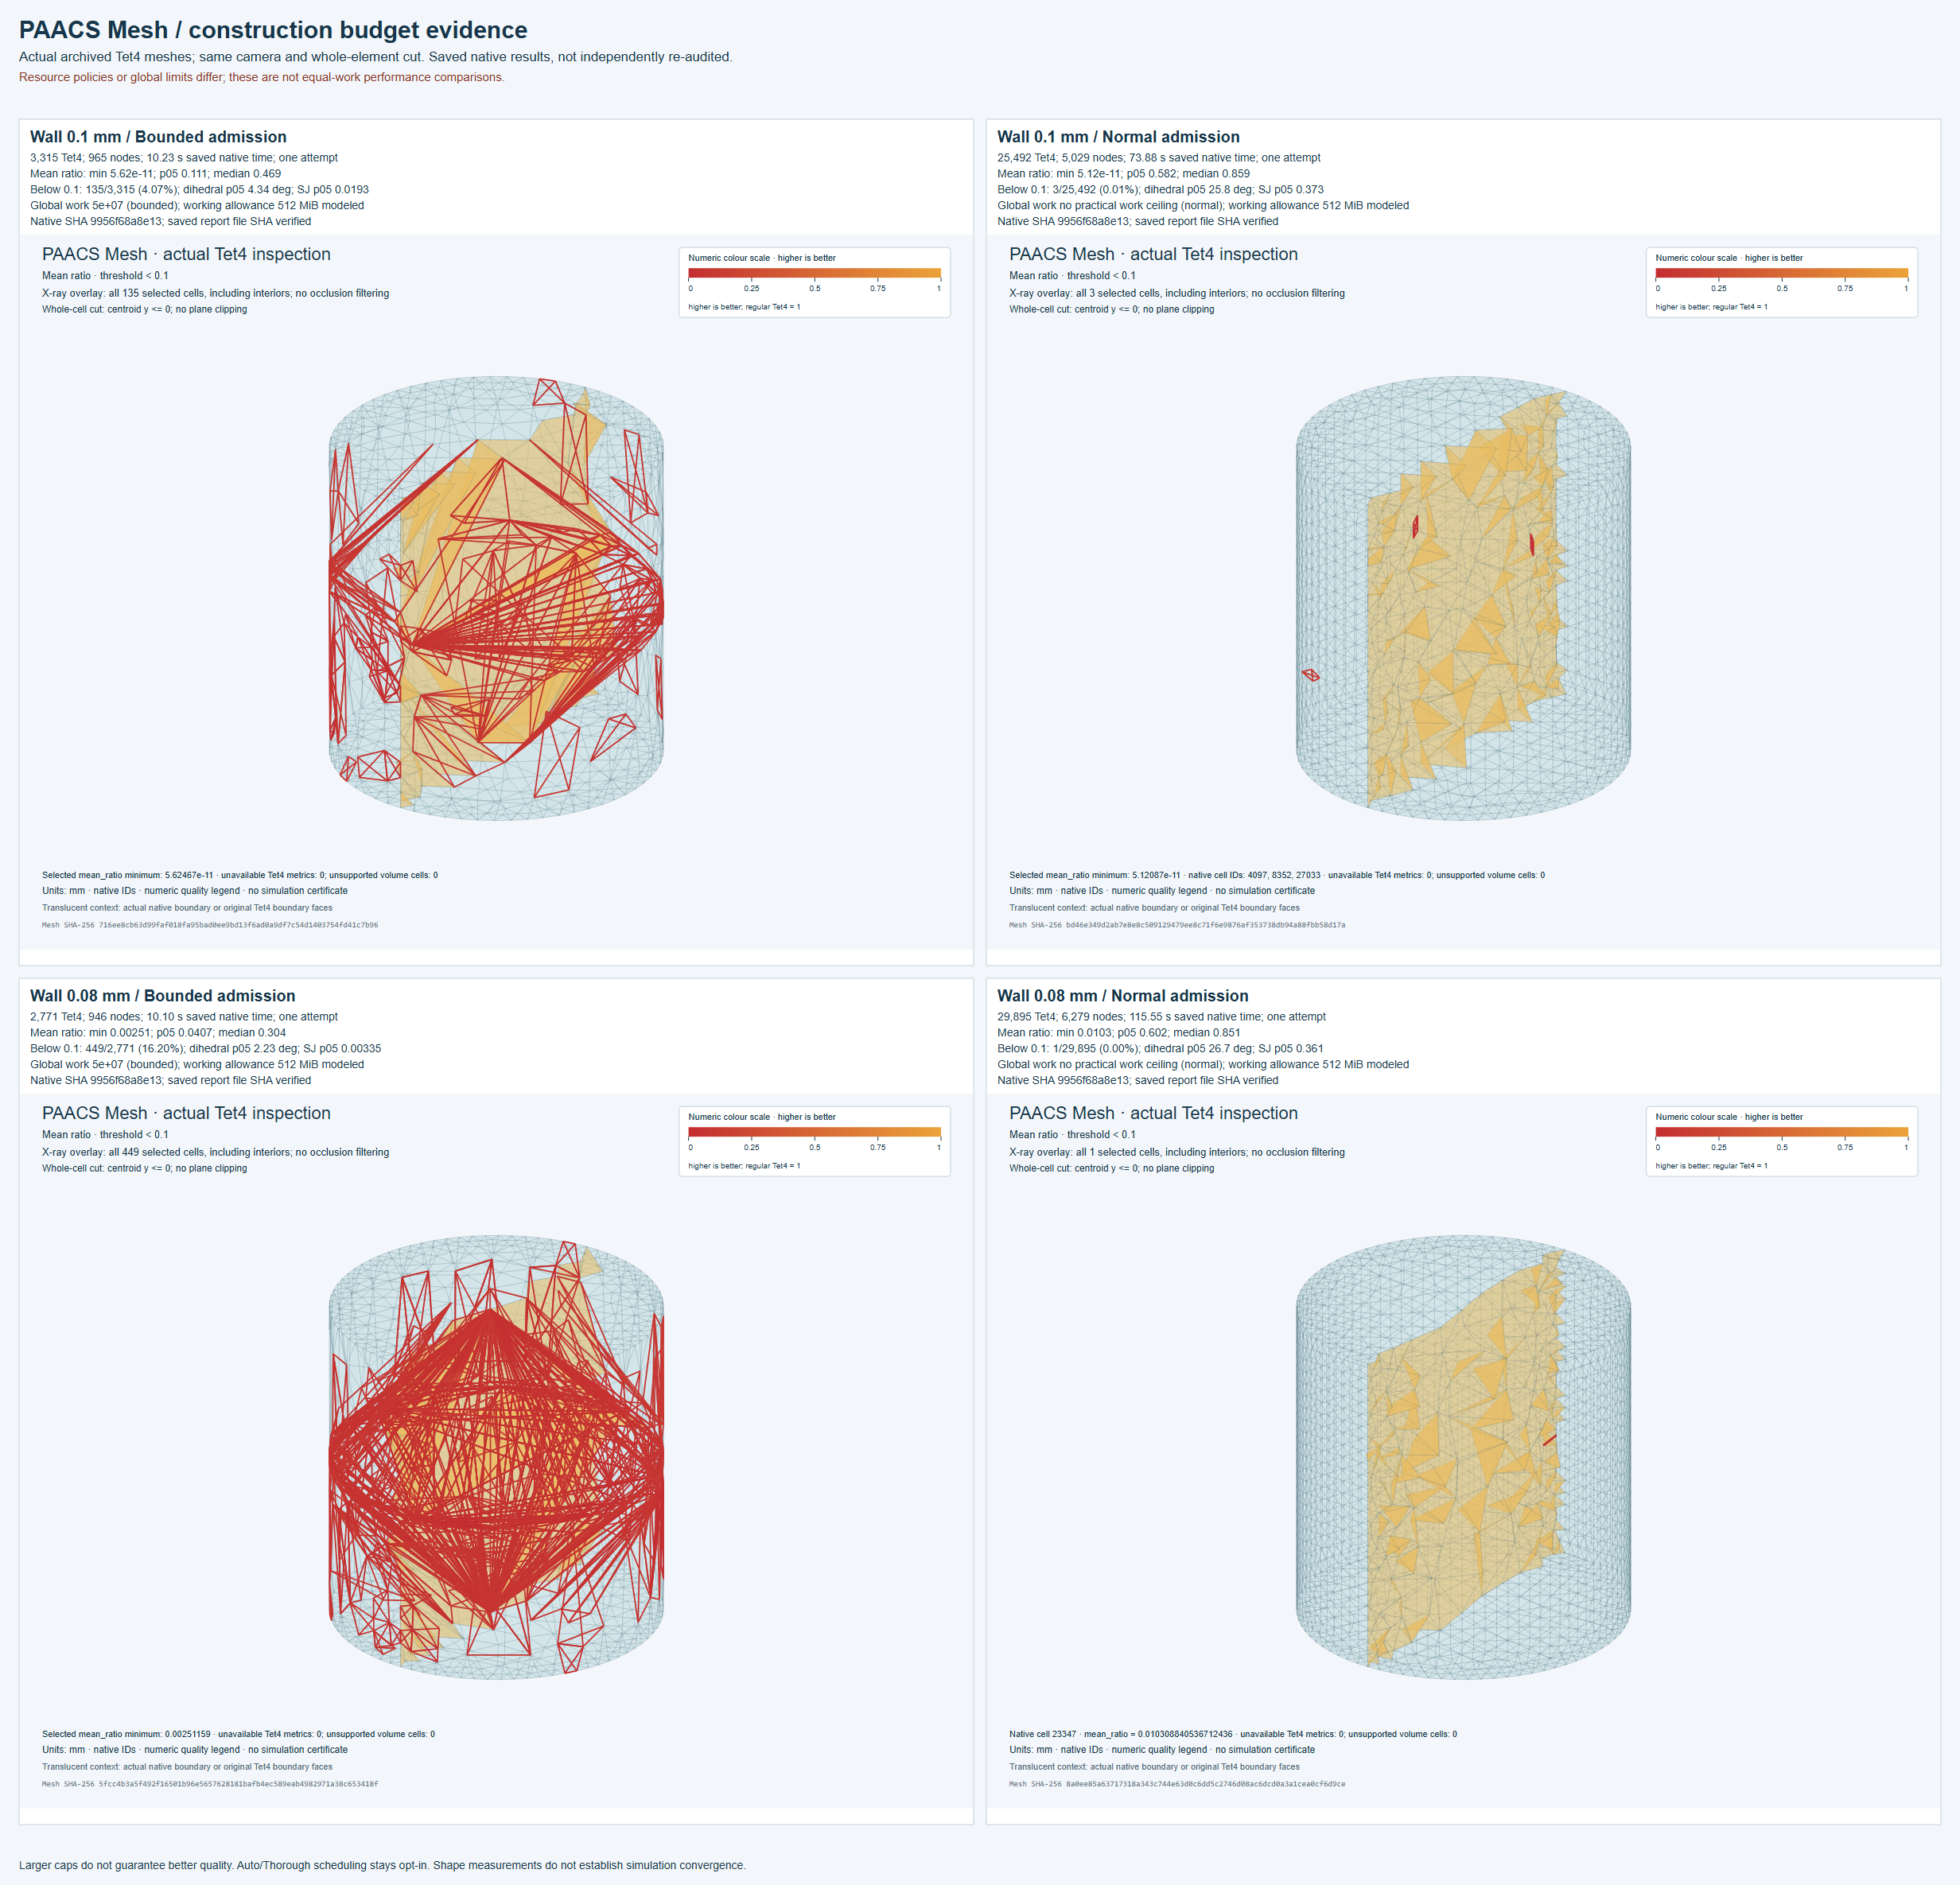 PAACS Mesh / construction budget evidence
Actual archived Tet4 meshes; same camera and whole-element cut. Saved native results, not independently re-audited.
Resource policies or global limits differ; these are not equal-work performance comparisons.
Wall 0.1 mm / Bounded admission
3,315 Tet4; 965 nodes; 10.23 s saved native time; one attempt
Mean ratio: min 5.62e-11; p05 0.111; median 0.469
Below 0.1: 135/3,315 (4.07%); dihedral p05 4.34 deg; SJ p05 0.0193
Global work 5e+07 (bounded); working allowance 512 MiB modeled
Native SHA 9956f68a8e13; saved report file SHA verified
PAACS Mesh · actual Tet4 inspection
Mean ratio · threshold < 0.1
X-ray overlay: all 135 selected cells, including interiors; no occlusion filtering
Whole-cell cut: centroid y <= 0; no plane clipping
Numeric colour scale · higher is better
0 0.25 0.5 0.75 1
higher is better; regular Tet4 = 1
Selected mean_ratio minimum: 5.62467e-11 · unavailable Tet4 metrics: 0; unsupported volume cells: 0
Units: mm · native IDs · numeric quality legend · no simulation certificate
Translucent context: actual native boundary or original Tet4 boundary faces
Mesh SHA-256 716ee8cb63d99faf018fa95bad0ee9bd13f6ad0a9df7c54d1403754fd41c7b96
Wall 0.1 mm / Normal admission
25,492 Tet4; 5,029 nodes; 73.88 s saved native time; one attempt
Mean ratio: min 5.12e-11; p05 0.582; median 0.859
Below 0.1: 3/25,492 (0.01%); dihedral p05 25.8 deg; SJ p05 0.373
Global work no practical work ceiling (normal); working allowance 512 MiB modeled
Native SHA 9956f68a8e13; saved report file SHA verified
PAACS Mesh · actual Tet4 inspection
Mean ratio · threshold < 0.1
X-ray overlay: all 3 selected cells, including interiors; no occlusion filtering
Whole-cell cut: centroid y <= 0; no plane clipping
Numeric colour scale · higher is better
0 0.25 0.5 0.75 1
higher is better; regular Tet4 = 1
Selected mean_ratio minimum: 5.12087e-11 · native cell IDs: 4097, 8352, 27033 · unavailable Tet4 metrics: 0; unsupported volume cells: 0
Units: mm · native IDs · numeric quality legend · no simulation certificate
Translucent context: actual native boundary or original Tet4 boundary faces
Mesh SHA-256 bd46e349d2ab7e8e8c509129479ee8c71f6e9876af353738db94a88fbb58d17a
Wall 0.08 mm / Bounded admission
2,771 Tet4; 946 nodes; 10.10 s saved native time; one attempt
Mean ratio: min 0.00251; p05 0.0407; median 0.304
Below 0.1: 449/2,771 (16.20%); dihedral p05 2.23 deg; SJ p05 0.00335
Global work 5e+07 (bounded); working allowance 512 MiB modeled
Native SHA 9956f68a8e13; saved report file SHA verified
PAACS Mesh · actual Tet4 inspection
Mean ratio · threshold < 0.1
X-ray overlay: all 449 selected cells, including interiors; no occlusion filtering
Whole-cell cut: centroid y <= 0; no plane clipping
Numeric colour scale · higher is better
0 0.25 0.5 0.75 1
higher is better; regular Tet4 = 1
Selected mean_ratio minimum: 0.00251159 · unavailable Tet4 metrics: 0; unsupported volume cells: 0
Units: mm · native IDs · numeric quality legend · no simulation certificate
Translucent context: actual native boundary or original Tet4 boundary faces
Mesh SHA-256 5fcc4b3a5f492f16501b96e5657628181bafb4ec589eab4982971a38c653418f
Wall 0.08 mm / Normal admission
29,895 Tet4; 6,279 nodes; 115.55 s saved native time; one attempt
Mean ratio: min 0.0103; p05 0.602; median 0.851
Below 0.1: 1/29,895 (0.00%); dihedral p05 26.7 deg; SJ p05 0.361
Global work no practical work ceiling (normal); working allowance 512 MiB modeled
Native SHA 9956f68a8e13; saved report file SHA verified
PAACS Mesh · actual Tet4 inspection
Mean ratio · threshold < 0.1
X-ray overlay: all 1 selected cells, including interiors; no occlusion filtering
Whole-cell cut: centroid y <= 0; no plane clipping
Numeric colour scale · higher is better
0 0.25 0.5 0.75 1
higher is better; regular Tet4 = 1
Native cell 23347 · mean_ratio = 0.010308840536712436 · unavailable Tet4 metrics: 0; unsupported volume cells: 0
Units: mm · native IDs · numeric quality legend · no simulation certificate
Translucent context: actual native boundary or original Tet4 boundary faces
Mesh SHA-256 8a0ee85a63717318a343c744e63d0c6dd5c2746d08ac6dcd0a3a1cea0cf6d9ce
Larger caps do not guarantee better quality. Auto/Thorough scheduling stays opt-in. Shape measurements do not establish simulation convergence.